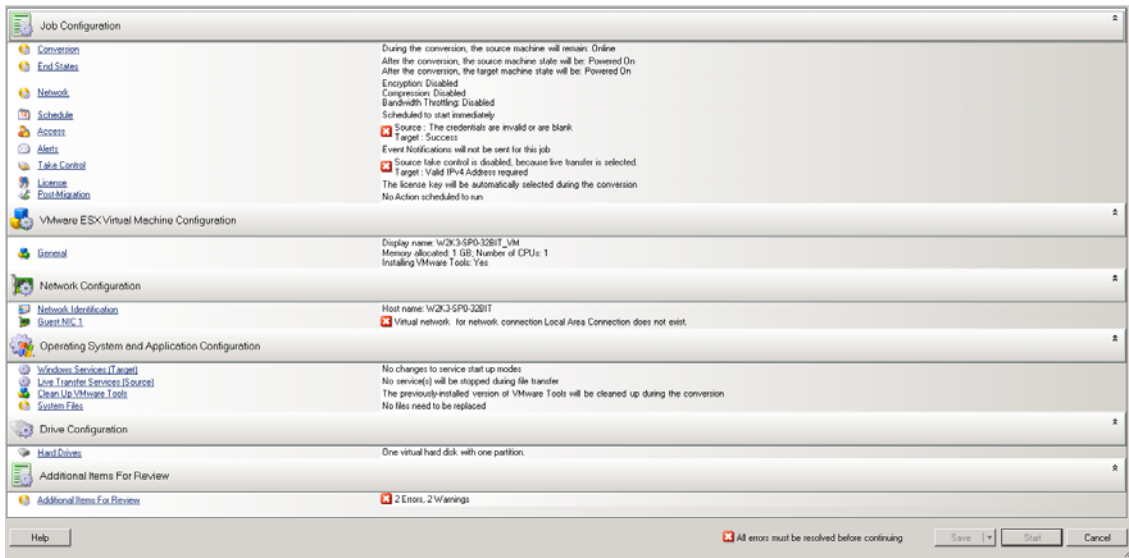 Job Configuration
Conversion
During the conversion, the source machine will remain: Online
End States
After the conversion, the source machine state will be: Powered On
After the conversion, the target machine state will be: Powered On
Network
Encryption: Disabled
Compression: Disabled
Bandwidth Throttling: Disabled
Schedule
Scheduled to start immediately
Access
Source : The credentials are invalid or are blank
Target : Success
Alerts
Event Notifications will not be sent for this job
Take Control
Source take control is disabled, because live transfer is selected.
Target : Valid IPv4 Address required
License
The license key will be automatically selected during the conversion
Post-Migration
No Action scheduled to run
VMware ESX Virtual Machine Configuration
General
Display name: W2K3-SP0-32BIT_VM
Memory allocated: 1 GB; Number of CPUs: 1
Installing VMware Tools: Yes
Network Configuration
Network Identification
Host name: W2K3-SP0-32BIT
Guest NIC 1
Virtual network for network connection Local Area Connection does not exist.
Operating System and Application Configuration
Windows Services (Target)
No changes to service start up modes
Live Transfer Services (Source)
No service(s) will be stopped during file transfer
Clean Up VMware Tools
The previously-installed version of VMware Tools will be cleaned up during the conversion
System Files
No files need to be replaced
Drive Configuration
Hard Drives
One virtual hard disk with one partition.
Additional Items For Review
Additional Items For Review
2 Errors, 2 Warnings
Help
All errors must be resolved before continuing
Save
Start
Cancel